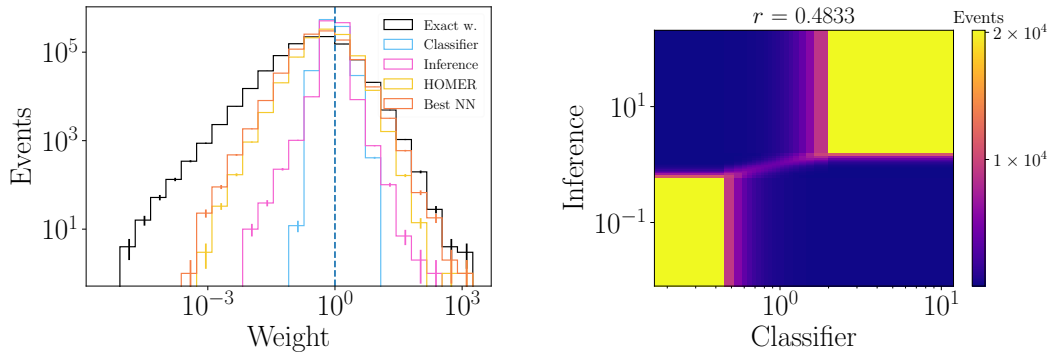 Events
10^5
10^3
10^1
10^{-3}
10^0
10^3
Weight
Exact w.
Classifier
Inference
HOMER
Best NN
r = 0.4833
Inference
10^1
10^{-1}
10^0
10^1
Classifier
Events
2 × 10^4
1 × 10^4